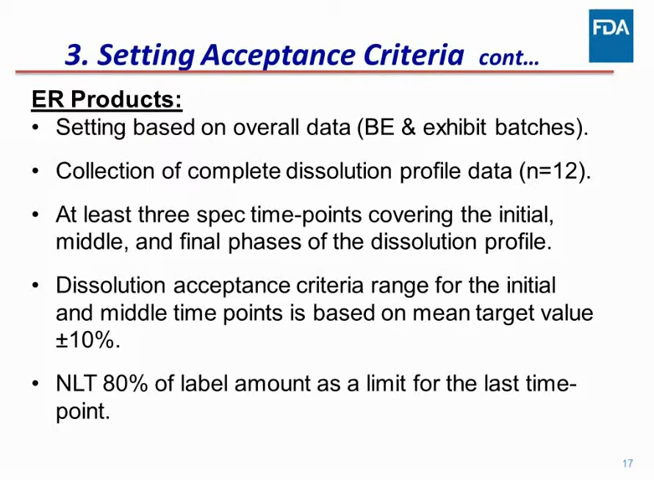 FDA
3. Setting Acceptance Criteria cont...
ER Products:
• Setting based on overall data (BE & exhibit batches).
• Collection of complete dissolution profile data (n=12).
• At least three spec time-points covering the initial,
middle, and final phases of the dissolution profile.
• Dissolution acceptance criteria range for the initial
and middle time points is based on mean target value
±10%.
• NLT 80% of label amount as a limit for the last time-
point.
17